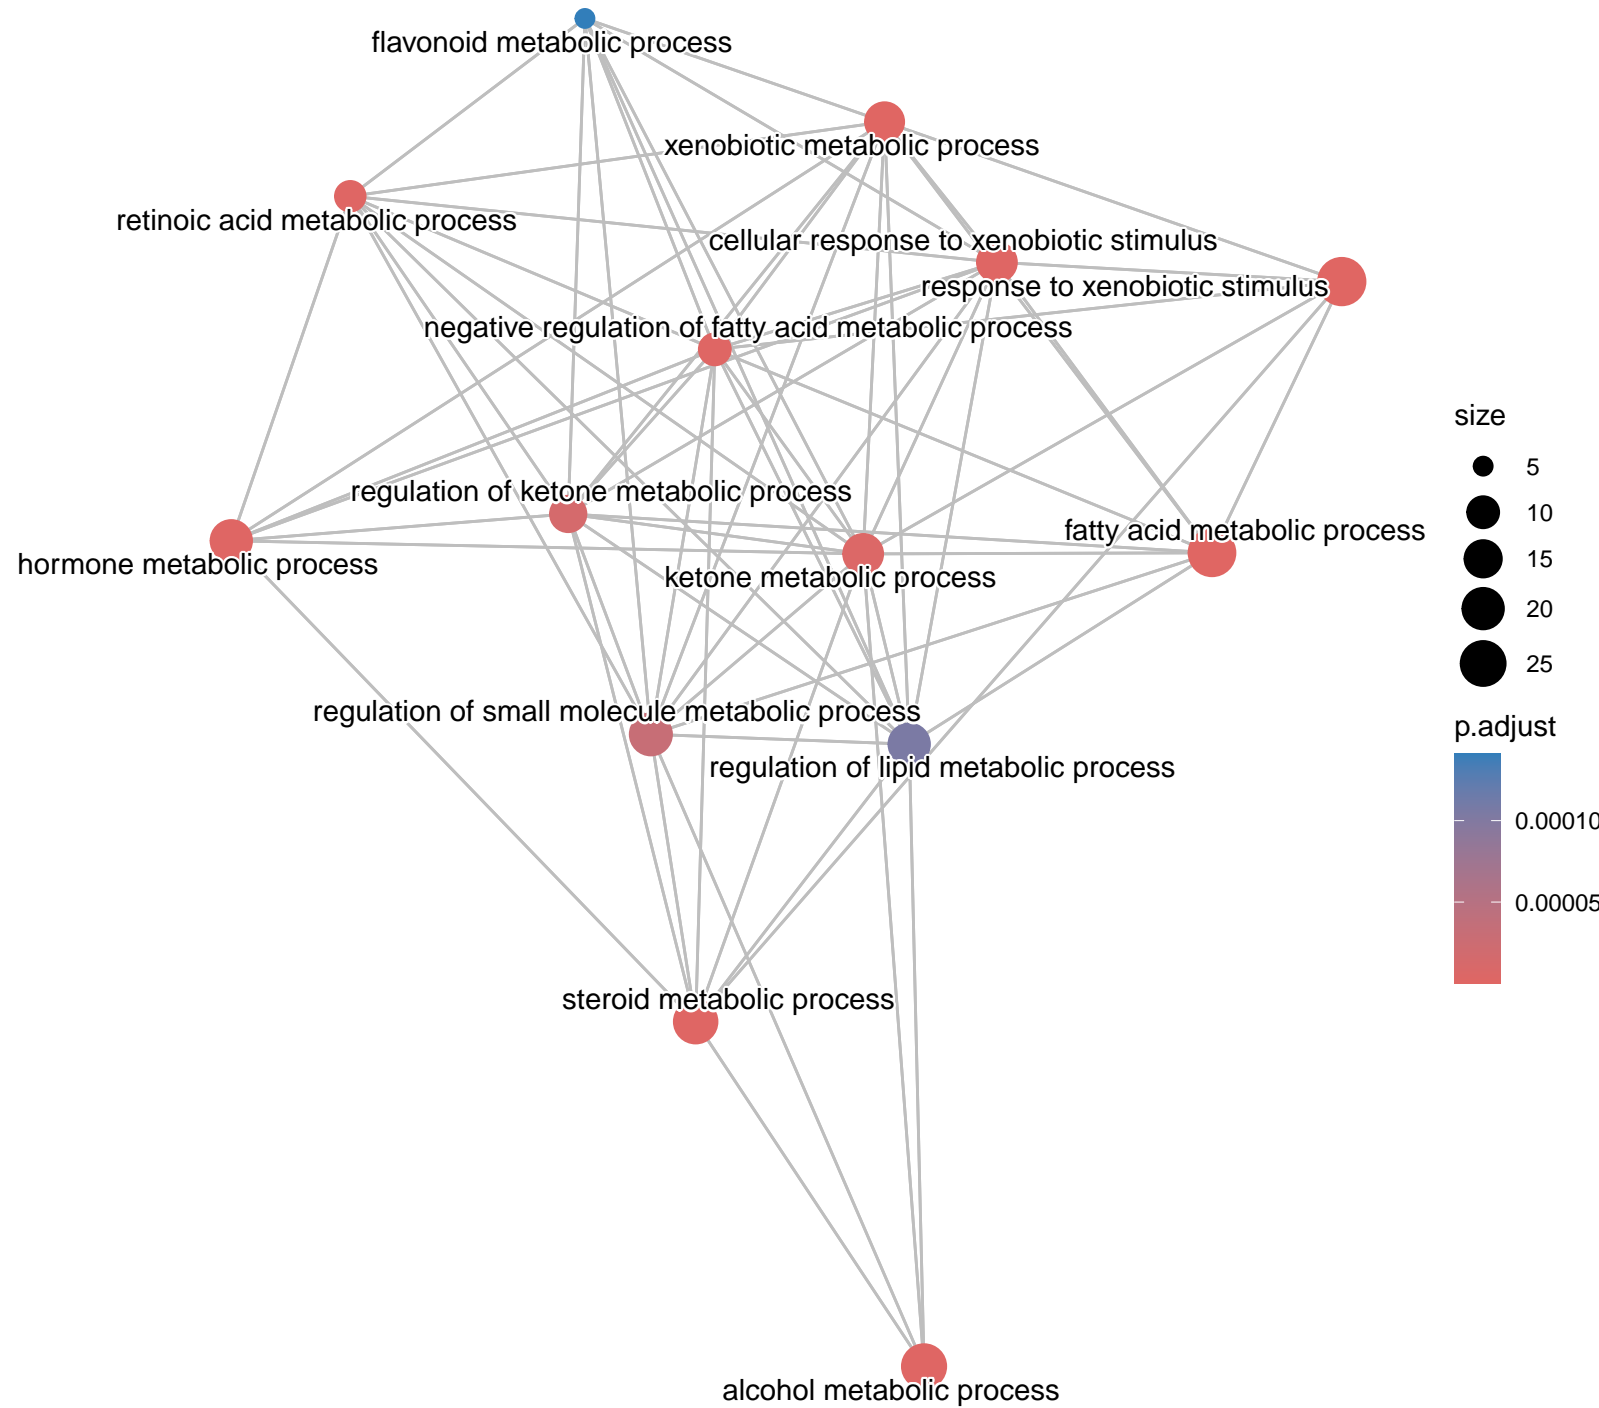 flavonoid metabolic process
xenobiotic metabolic process
retinoic acid metabolic process
cellular response to xenobiotic stimulus
response to xenobiotic stimulus
negative regulation of fatty acid metabolic process
regulation of ketone metabolic process
fatty acid metabolic process
hormone metabolic process
ketone metabolic process
regulation of small molecule metabolic process
regulation of lipid metabolic process
steroid metabolic process
alcohol metabolic process
size
5
10
15
20
25
p.adjust
0.00010
0.00005